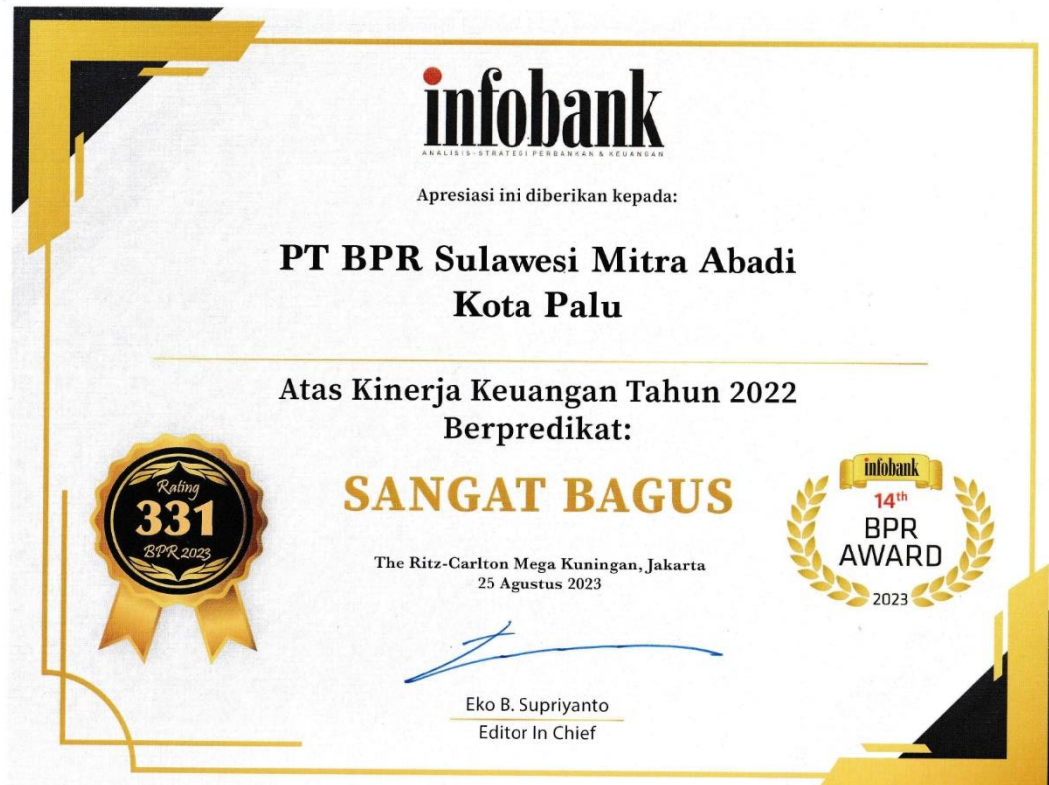 infobank
ANALISIS-STRATEGI PERBANKAN & KEUANGAN
Apresiasi ini diberikan kepada:
PT BPR Sulawesi Mitra Abadi
Kota Palu
Atas Kinerja Keuangan Tahun 2022
Berpredikat:
SANGAT BAGUS
Rating
331
BPR 2023
infobank
14th
BPR
AWARD
2023
The Ritz-Carlton Mega Kuningan, Jakarta
25 Agustus 2023
Eko B. Supriyanto
Editor In Chief